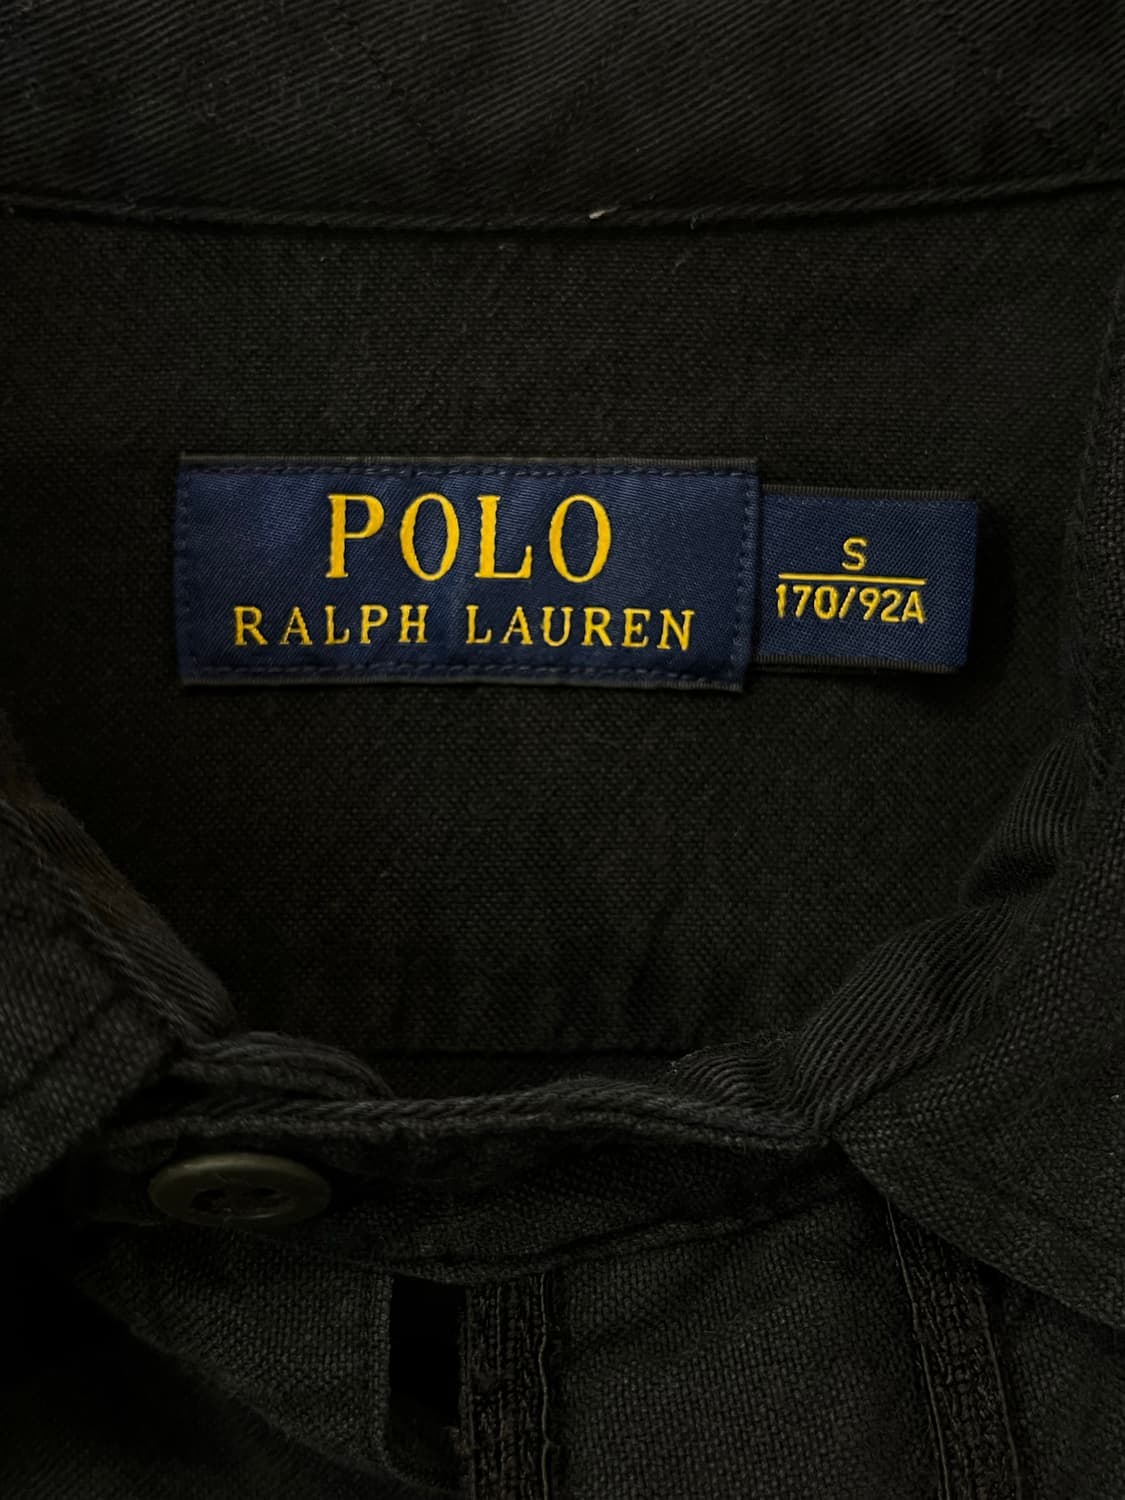 POLO
RALPH LAUREN
S
170/92A